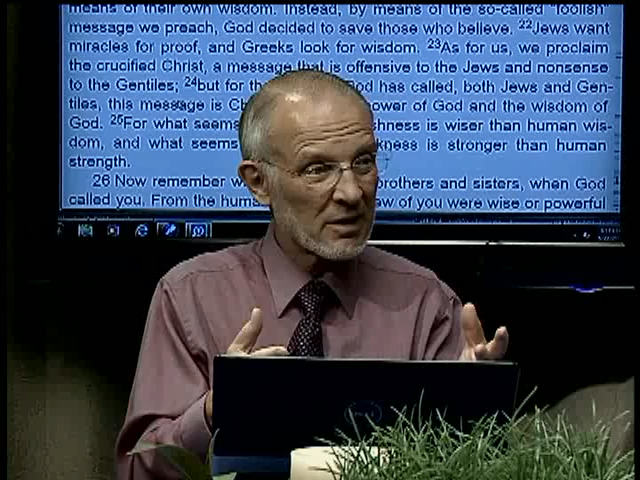 means of their own wisdom. Instead, by means of the so-called "foolish"
message we preach, God decided to save those who believe. 22Jews want
miracles for proof, and Greeks look for wisdom. 23As for us, we proclaim
the crucified Christ, a message that is offensive to the Jews and nonsense
to the Gentiles; 24but for th God has called, both Jews and Gen-
tiles, this message is Ch ower of God and the wisdom of
God. 25For what seems shness is wiser than human wis-
dom, and what seems kness is stronger than human
strength.
26 Now remember w brothers and sisters, when God
called you. From the huma ew of you were wise or powerful
DELL